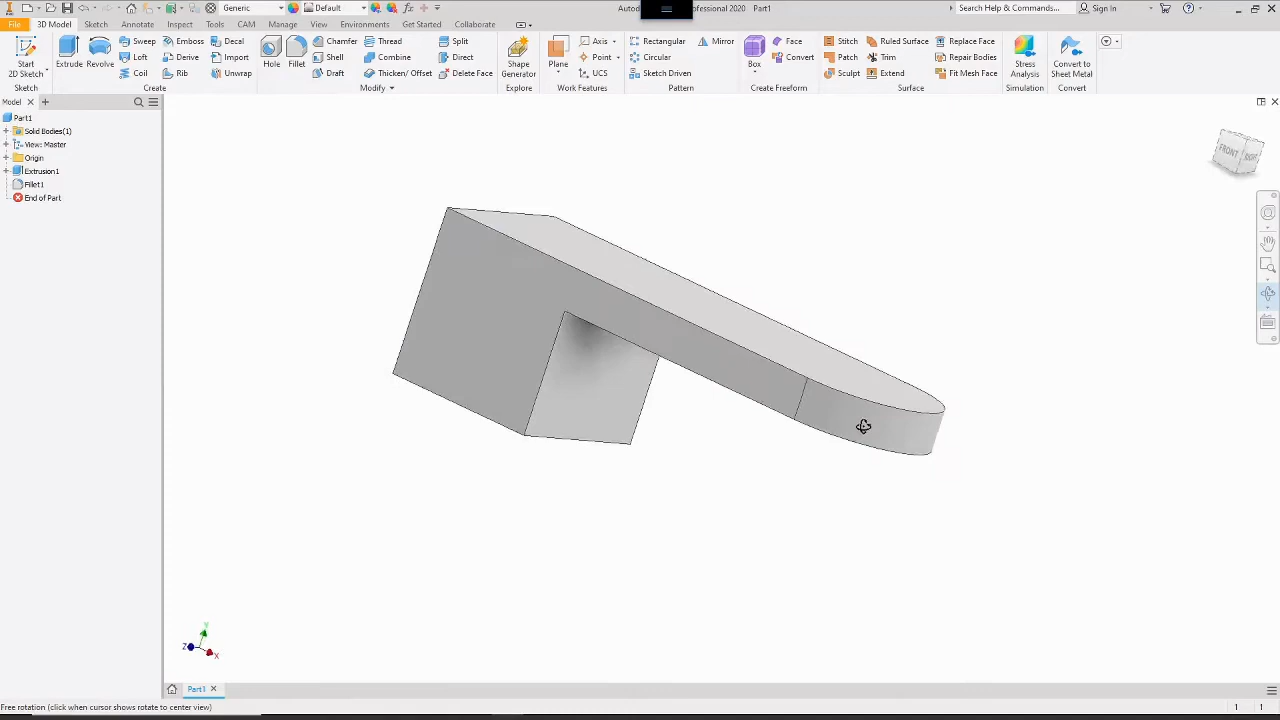 Generic
Default
Autod
ofessional 2020 Part1
Search Help & Commands...
Sign In
File 3D Model Sketch Annotate Inspect Tools CAM Manage View Environments Get Started Collaborate
Start
2D Sketch
Sketch
Extrude
Revolve
Sweep
Loft
Coil
Emboss
Derive
Rib
Decal
Import
Unwrap
Create
Hole
Fillet
Chamfer
Shell
Draft
Thread
Combine
Thicken/ Offset
Split
Direct
Delete Face
Modify
Shape
Generator
Explore
Plane
Axis
Point
UCS
Work Features
Rectangular
Circular
Sketch Driven
Mirror
Pattern
Box
Face
Convert
Create Freeform
Stitch
Patch
Sculpt
Ruled Surface
Trim
Extend
Replace Face
Repair Bodies
Fit Mesh Face
Surface
Stress
Analysis
Simulation
Convert to
Sheet Metal
Convert
Model
Part1
Solid Bodies(1)
View: Master
Origin
Extrusion1
Fillet1
End of Part
FRONT
RIGHT
Y
Z
X
Part1
Free rotation (click when cursor shows rotate to center view)
1 1